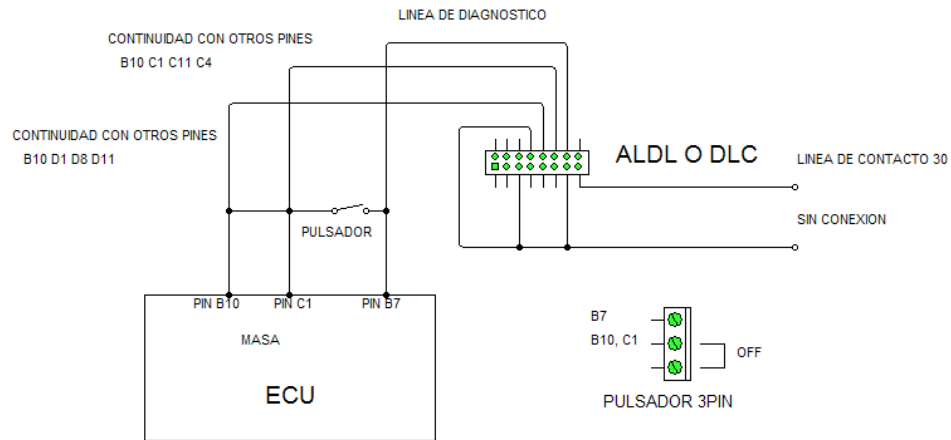 LINEA DE DIAGNOSTICO
CONTINUIDAD CON OTROS PINES
B10 C1 C11 C4
CONTINUIDAD CON OTROS PINES
B10 D1 D8 D11
ALDL O DLC
LINEA DE CONTACTO 30
SIN CONEXION
PULSADOR
PIN B10
PIN C1
PIN B7
MASA
ECU
B7
B10, C1
OFF
PULSADOR 3PIN